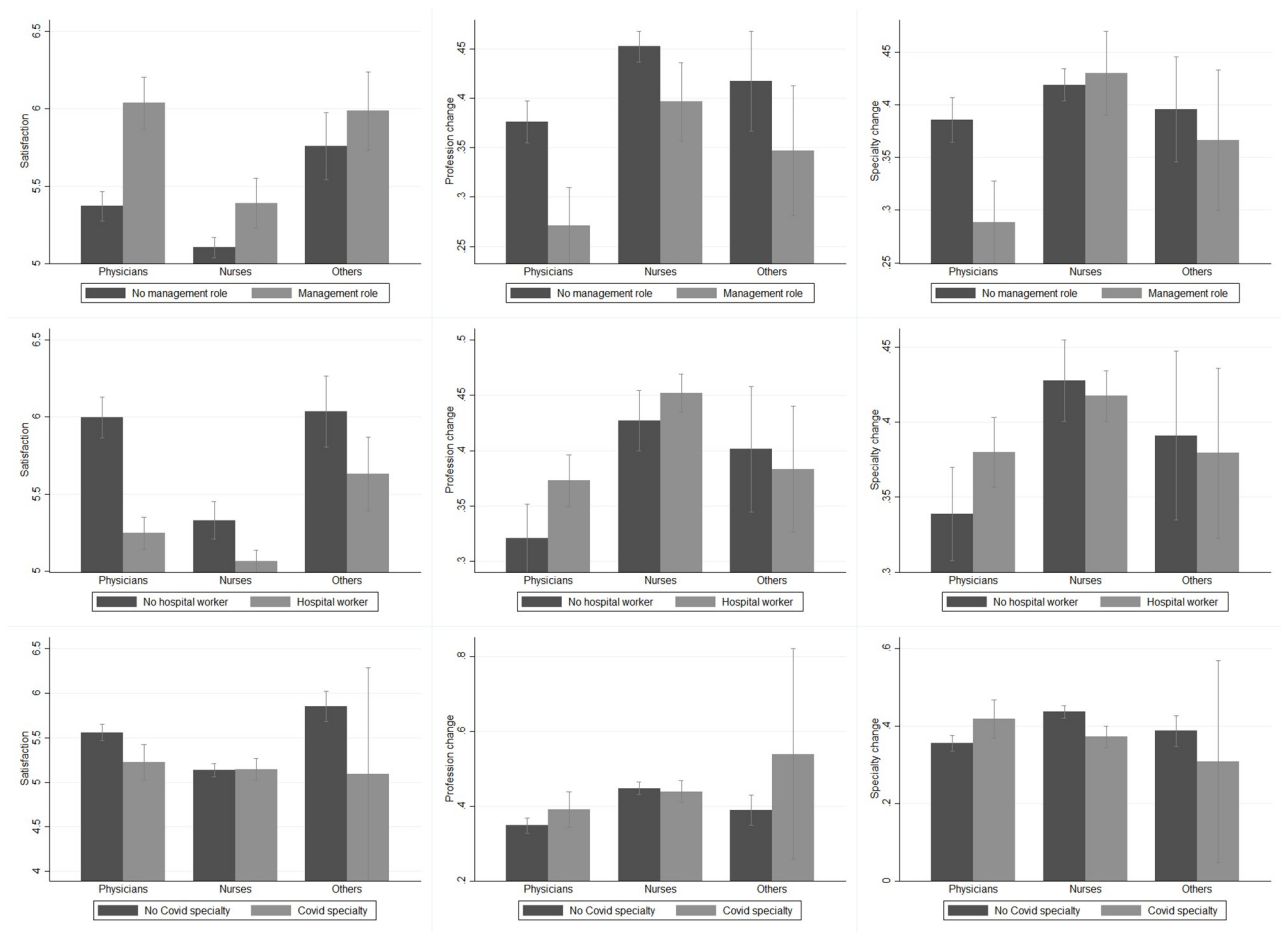 Satisfaction
5 5.5 6 6.5
Physicians Nurses Others
No management role Management role
Profession change
.25 .3 .35 .4 .45
Physicians Nurses Others
No management role Management role
Specialty change
.25 .3 .35 .4 .45
Physicians Nurses Others
No management role Management role
Satisfaction
5 5.5 6 6.5
Physicians Nurses Others
No hospital worker Hospital worker
Profession change
.3 .35 .4 .45 .5
Physicians Nurses Others
No hospital worker Hospital worker
Specialty change
.3 .35 .4 .45
Physicians Nurses Others
No hospital worker Hospital worker
Satisfaction
4 4.5 5 5.5 6 6.5
Physicians Nurses Others
No Covid specialty Covid specialty
Profession change
.2 .4 .6 .8
Physicians Nurses Others
No Covid specialty Covid specialty
Specialty change
0 .2 .4 .6
Physicians Nurses Others
No Covid specialty Covid specialty